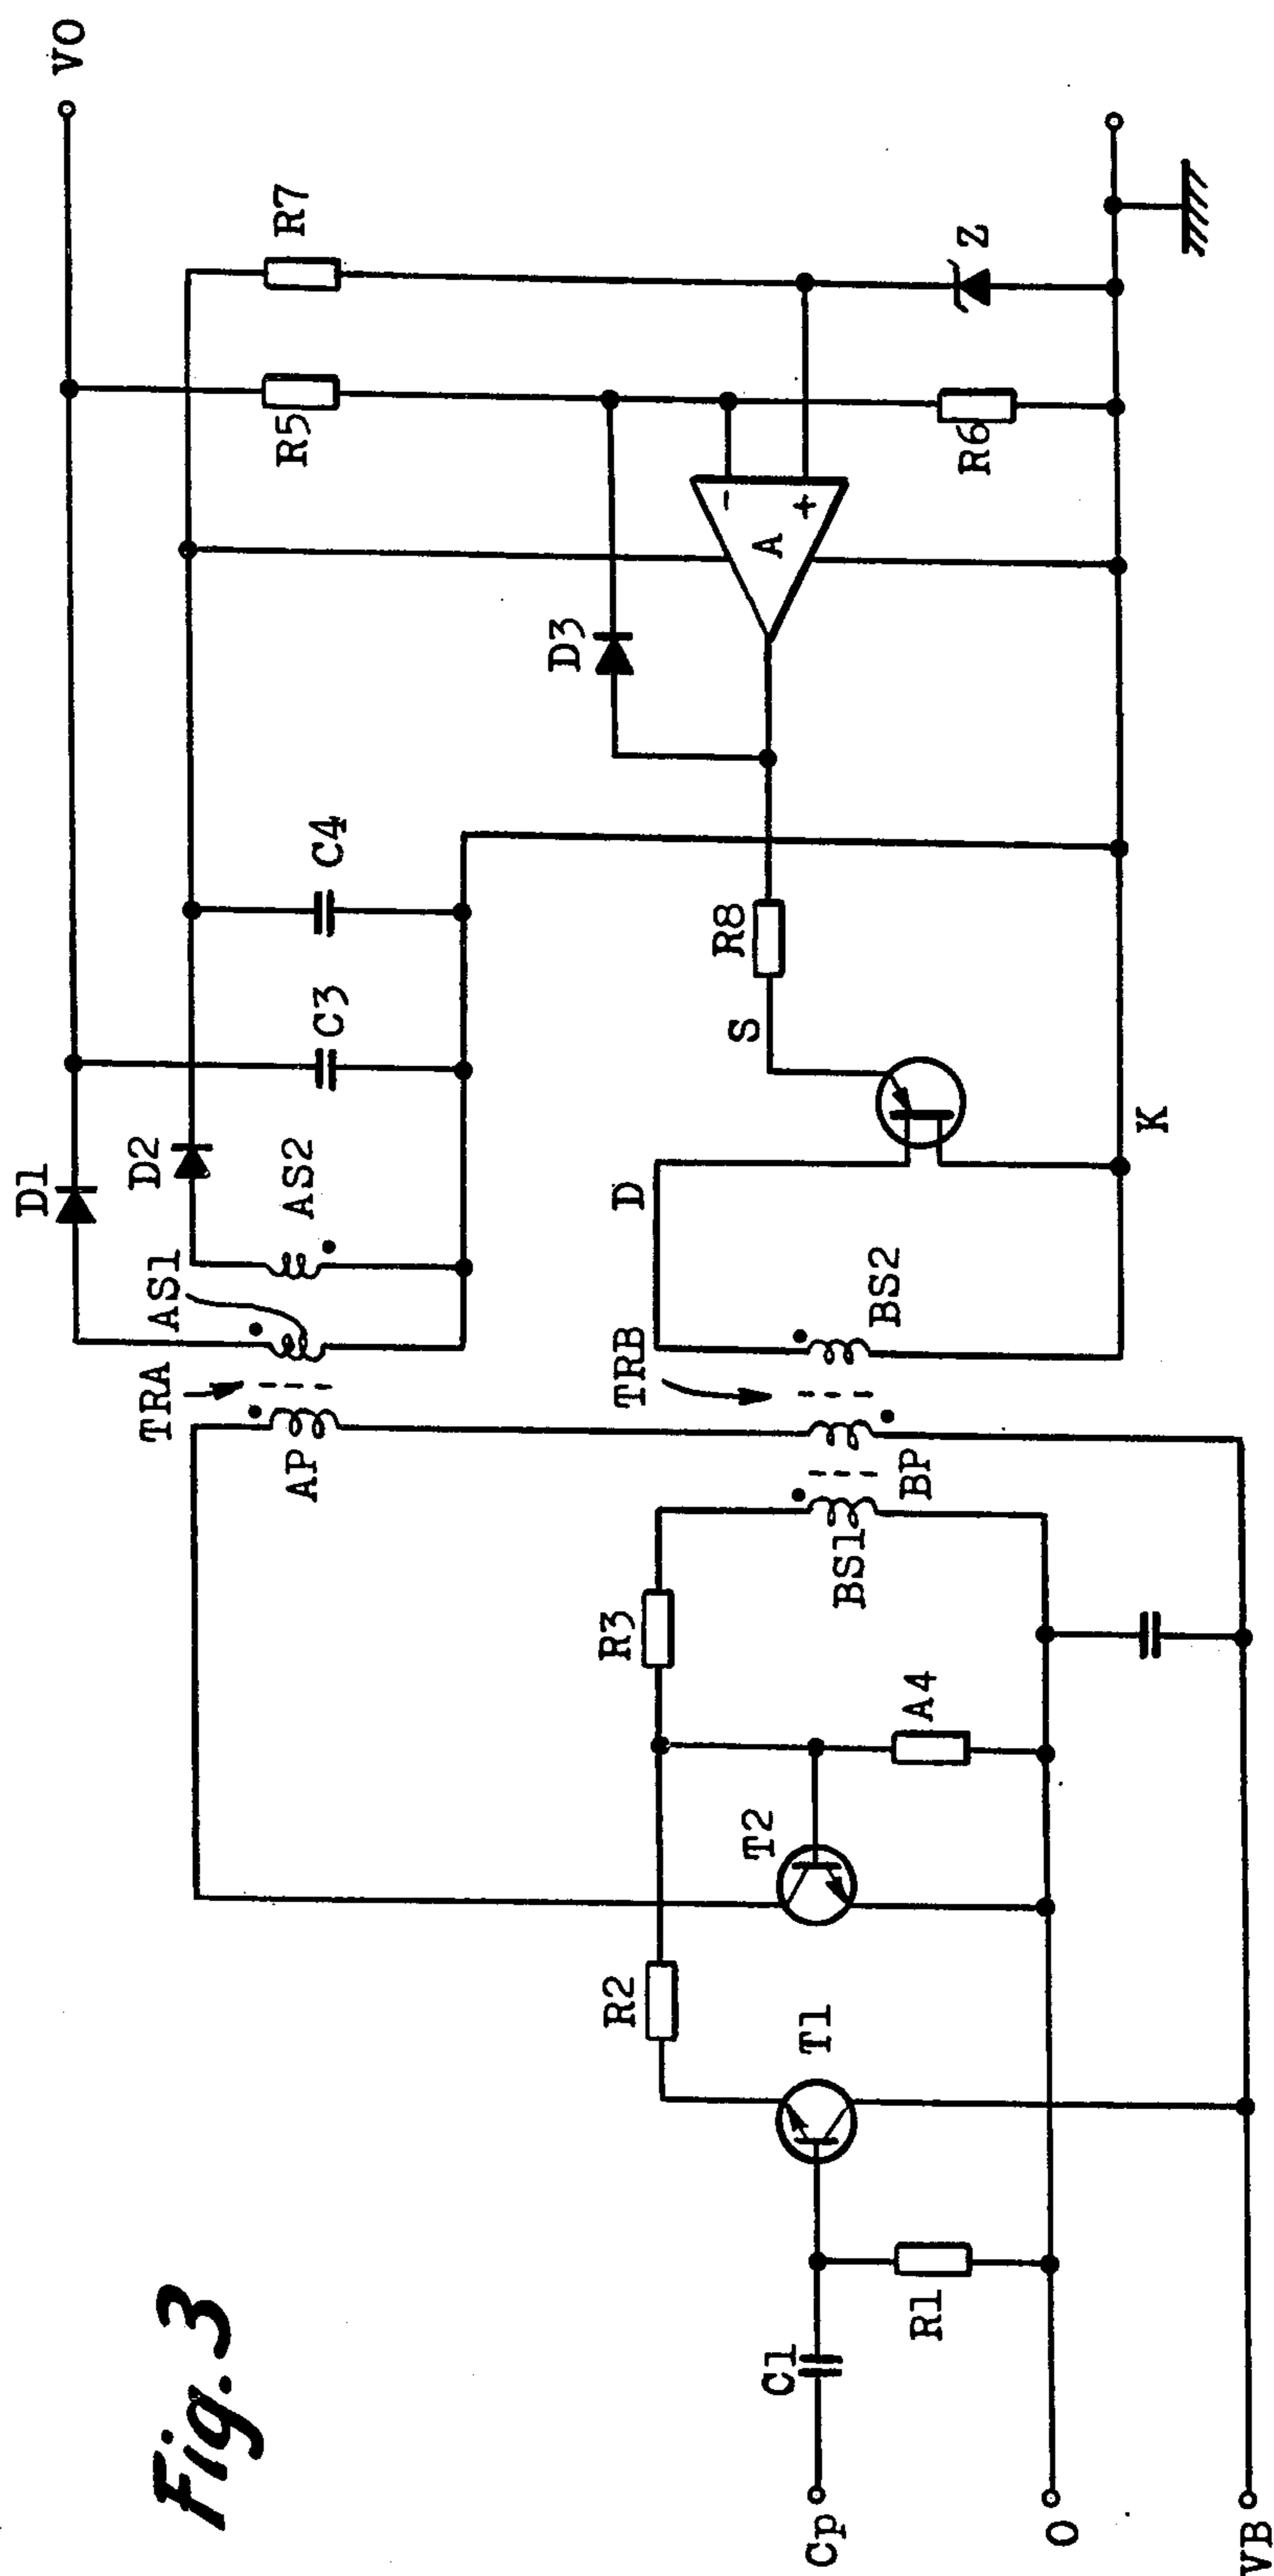 Fig.3
Cp
O
VB
C1
R1
T1
R2
T2
A4
R3
BS1
BP
AP
TRA
AS1
AS2
TRB
BS2
D1
D2
C3
C4
D
S
K
R8
D3
A
-
+
R5
R6
R7
Z
VO